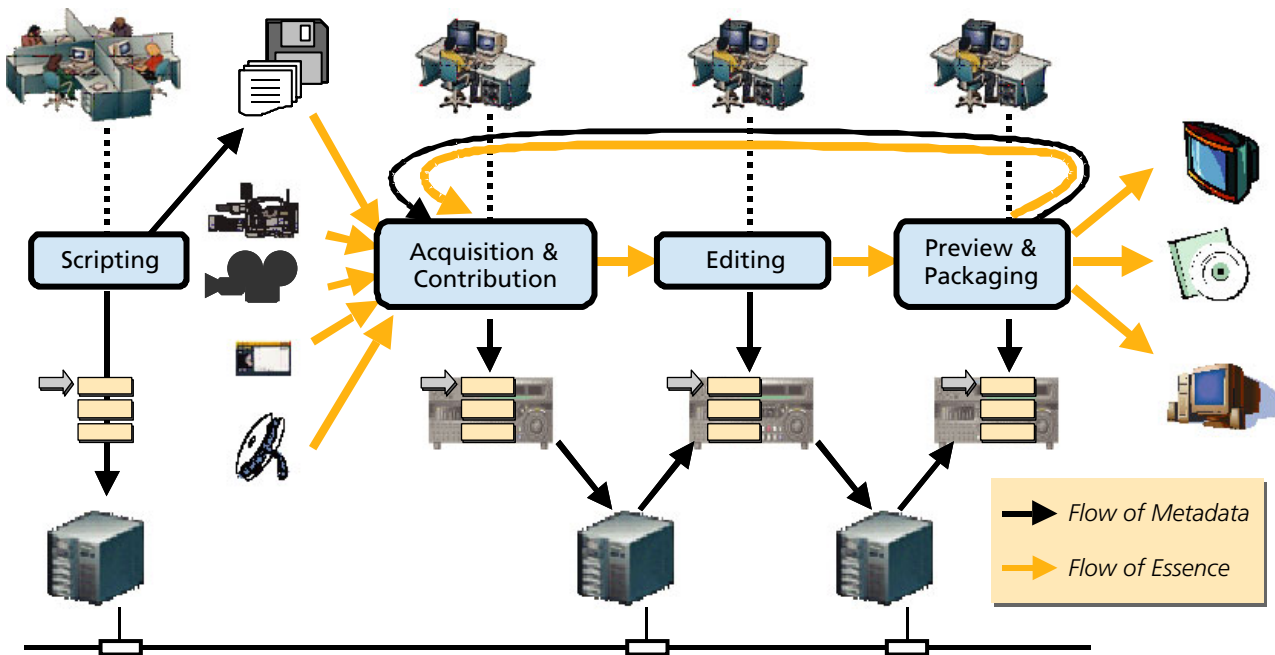 Scripting
Acquisition &
Contribution
Editing
Preview &
Packaging
Flow of Metadata
Flow of Essence